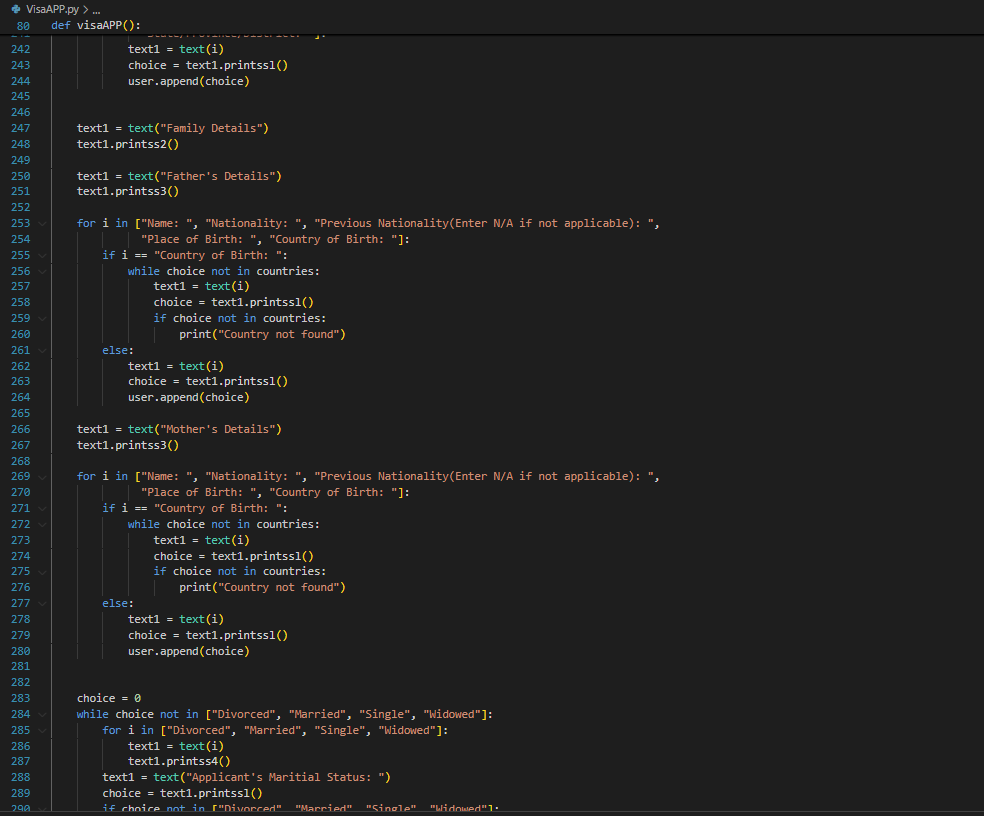 VisaAPP.py > ...
80 def visaAPP():
242 text1 = text(i)
243 choice = text1.printssl()
244 user.append(choice)
245
246
247 text1 = text("Family Details")
248 text1.printss2()
249
250 text1 = text("Father's Details")
251 text1.printss3()
252
253 for i in ["Name: ", "Nationality: ", "Previous Nationality(Enter N/A if not applicable): ",
254 "Place of Birth: ", "Country of Birth: "]:
255 if i == "Country of Birth: ":
256 while choice not in countries:
257 text1 = text(i)
258 choice = text1.printssl()
259 if choice not in countries:
260 print("Country not found")
261 else:
262 text1 = text(i)
263 choice = text1.printssl()
264 user.append(choice)
265
266 text1 = text("Mother's Details")
267 text1.printss3()
268
269 for i in ["Name: ", "Nationality: ", "Previous Nationality(Enter N/A if not applicable): ",
270 "Place of Birth: ", "Country of Birth: "]:
271 if i == "Country of Birth: ":
272 while choice not in countries:
273 text1 = text(i)
274 choice = text1.printssl()
275 if choice not in countries:
276 print("Country not found")
277 else:
278 text1 = text(i)
279 choice = text1.printssl()
280 user.append(choice)
281
282
283 choice = 0
284 while choice not in ["Divorced", "Married", "Single", "Widowed"]:
285 for i in ["Divorced", "Married", "Single", "Widowed"]:
286 text1 = text(i)
287 text1.printss4()
288 text1 = text("Applicant's Maritial Status: ")
289 choice = text1.printssl()
290 if choice not in ["Divorced", "Married", "Single", "Widowed"]: